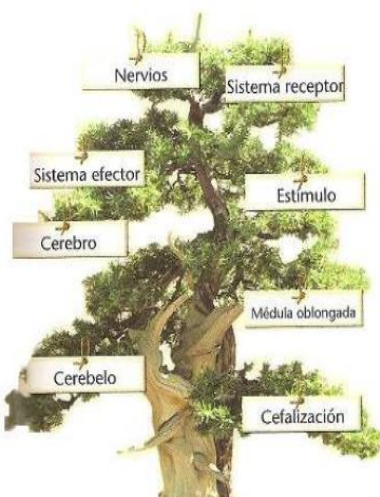 Nervios
Sistema receptor
Sistema efector
Estímulo
Cerebro
Médula oblongada
Cerebelo
Cefalización